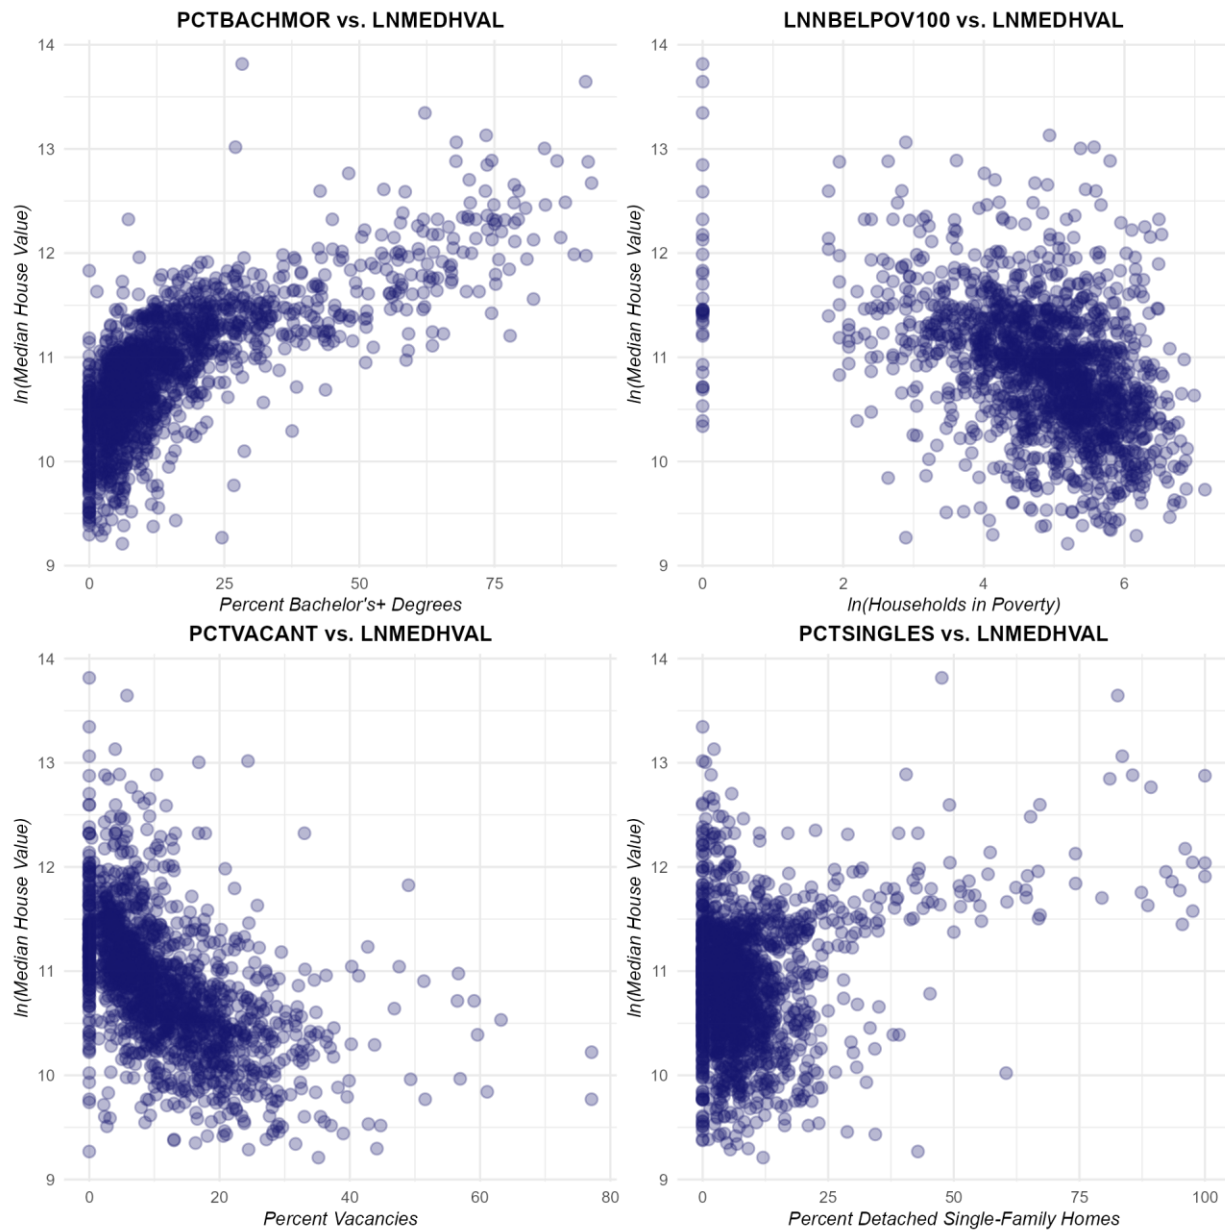 PCTBACHMOR vs. LNMEDHVAL
14
13
12
11
10
9
ln(Median House Value)
0 25 50 75
Percent Bachelor's+ Degrees
LNNBELPOV100 vs. LNMEDHVAL
14
13
12
11
10
9
ln(Median House Value)
0 2 4 6
ln(Households in Poverty)
PCTVACANT vs. LNMEDHVAL
14
13
12
11
10
9
ln(Median House Value)
0 20 40 60 80
Percent Vacancies
PCTSINGLES vs. LNMEDHVAL
14
13
12
11
10
9
ln(Median House Value)
0 25 50 75 100
Percent Detached Single-Family Homes